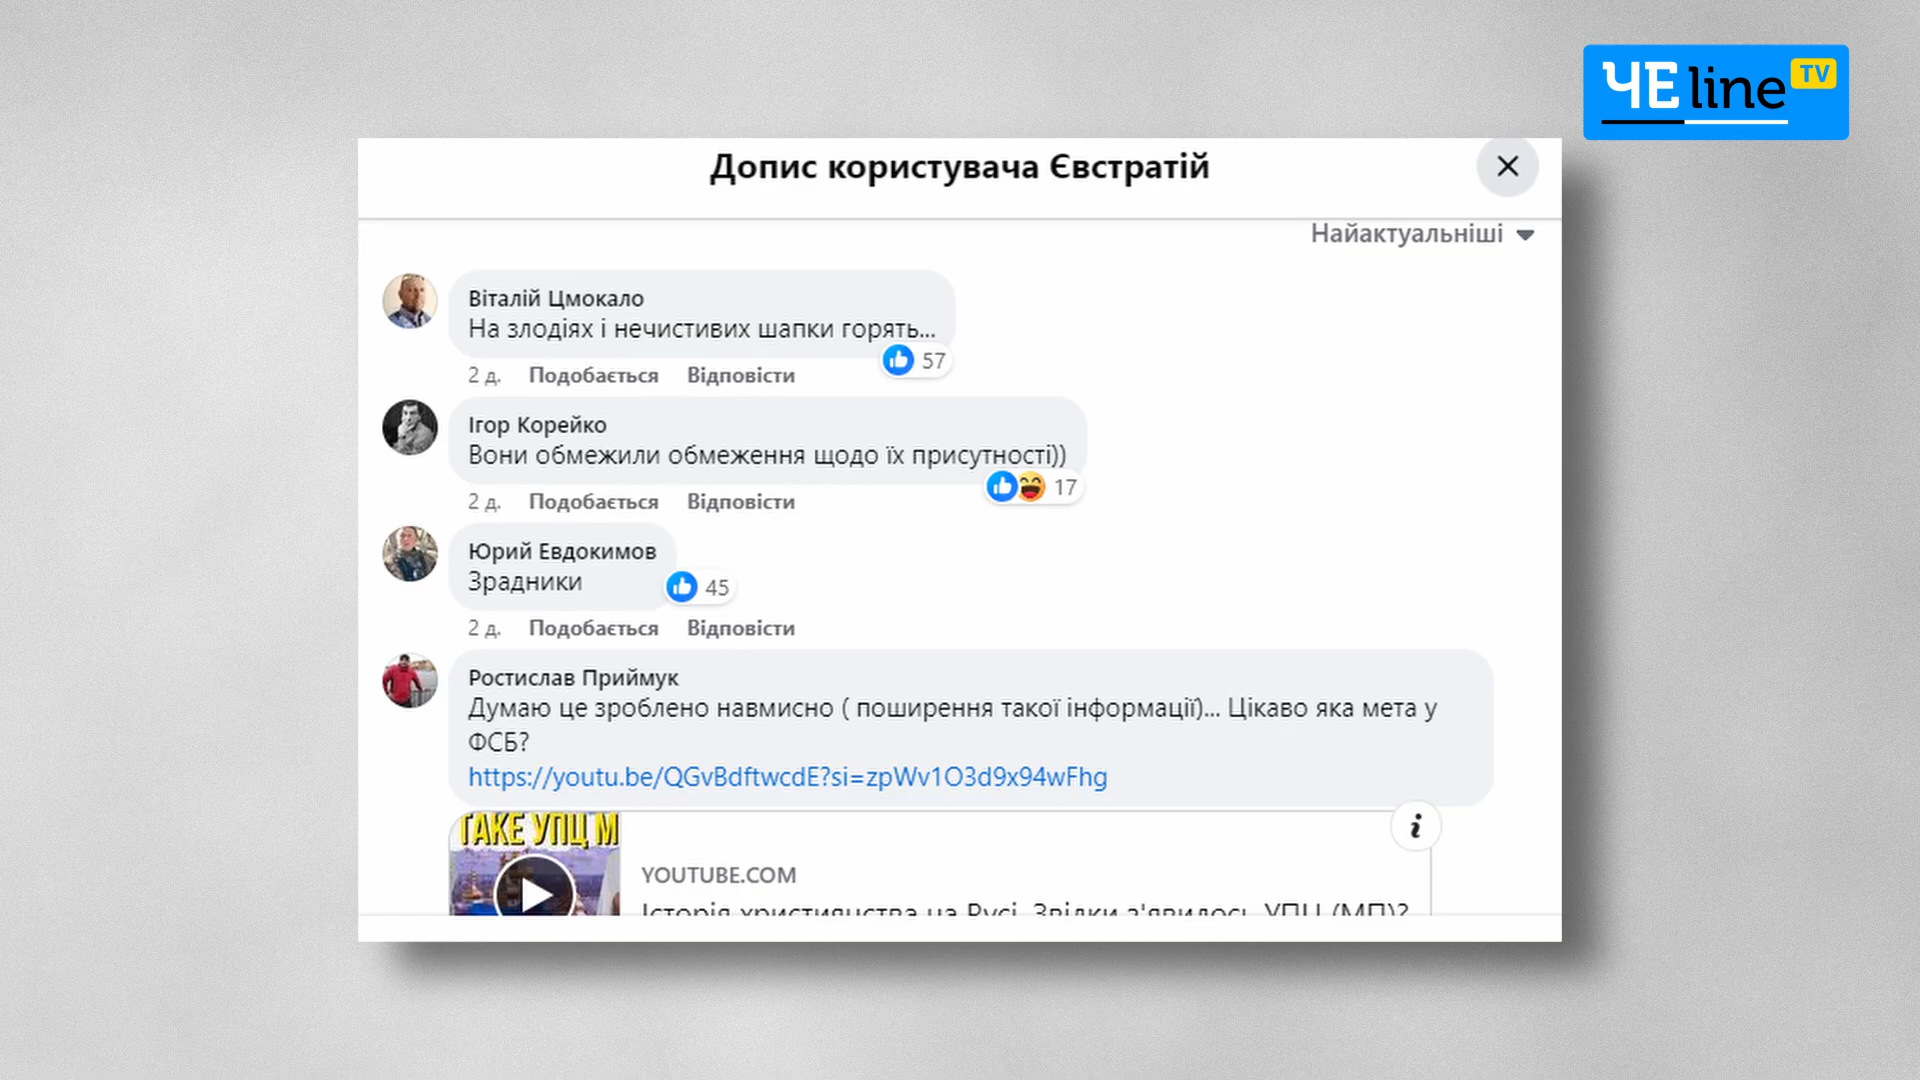 ЧЕ line TV
Допис користувача Євстратій
Найактуальніші
Віталій Цмокало
На злодіях і нечистивих шапки горять...
57
2 д. Подобається Відповісти
Ігор Корейко
Вони обмежили обмеження щодо їх присутності))
17
2 д. Подобається Відповісти
Юрий Евдокимов
Зрадники
45
2 д. Подобається Відповісти
Ростислав Приймук
Думаю це зроблено навмисно ( поширення такої інформації)... Цікаво яка мета у
ФСБ?
https://youtu.be/QGvBdftwcdE?si=zpWv1O3d9x94wFhg
ТАКЕ УПЦ М
YOUTUBE.COM
Історія християнства на Русі. Звідки з'явилось УПЦ (МП)?